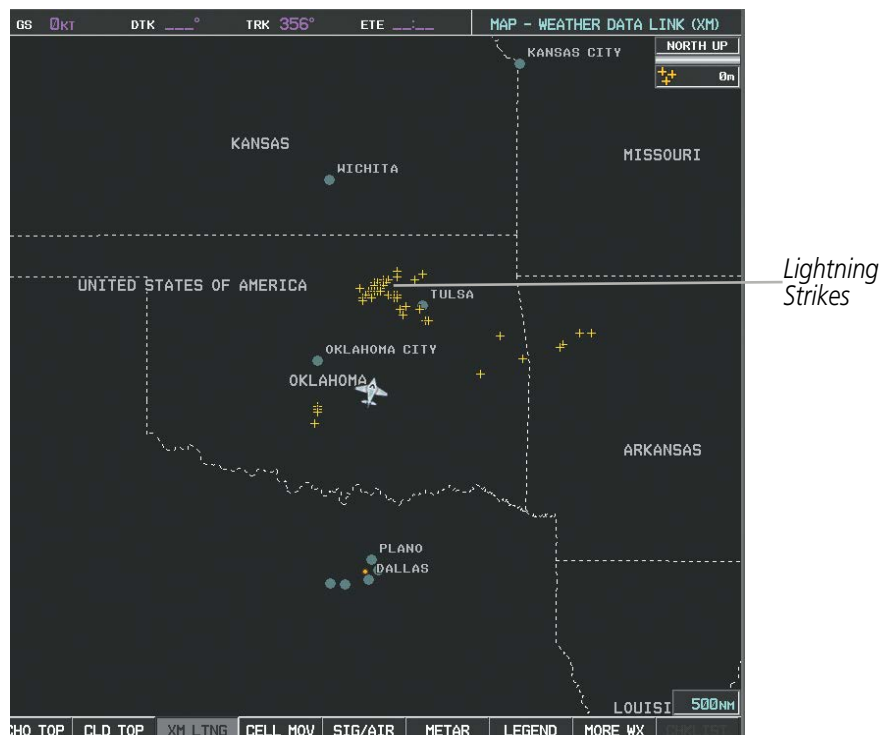 GS 0KT DTK ___° TRK 356° ETE __:__ MAP - WEATHER DATA LINK (XM)
NORTH UP
0m
KANSAS CITY
KANSAS
MISSOURI
WICHITA
UNITED STATES OF AMERICA
TULSA
Lightning
Strikes
OKLAHOMA CITY
OKLAHOMA
ARKANSAS
PLANO
DALLAS
LOUISI
500NM
CHO TOP CLD TOP XM LTNG CELL MOV SIG/AIR METAR LEGEND MORE WX